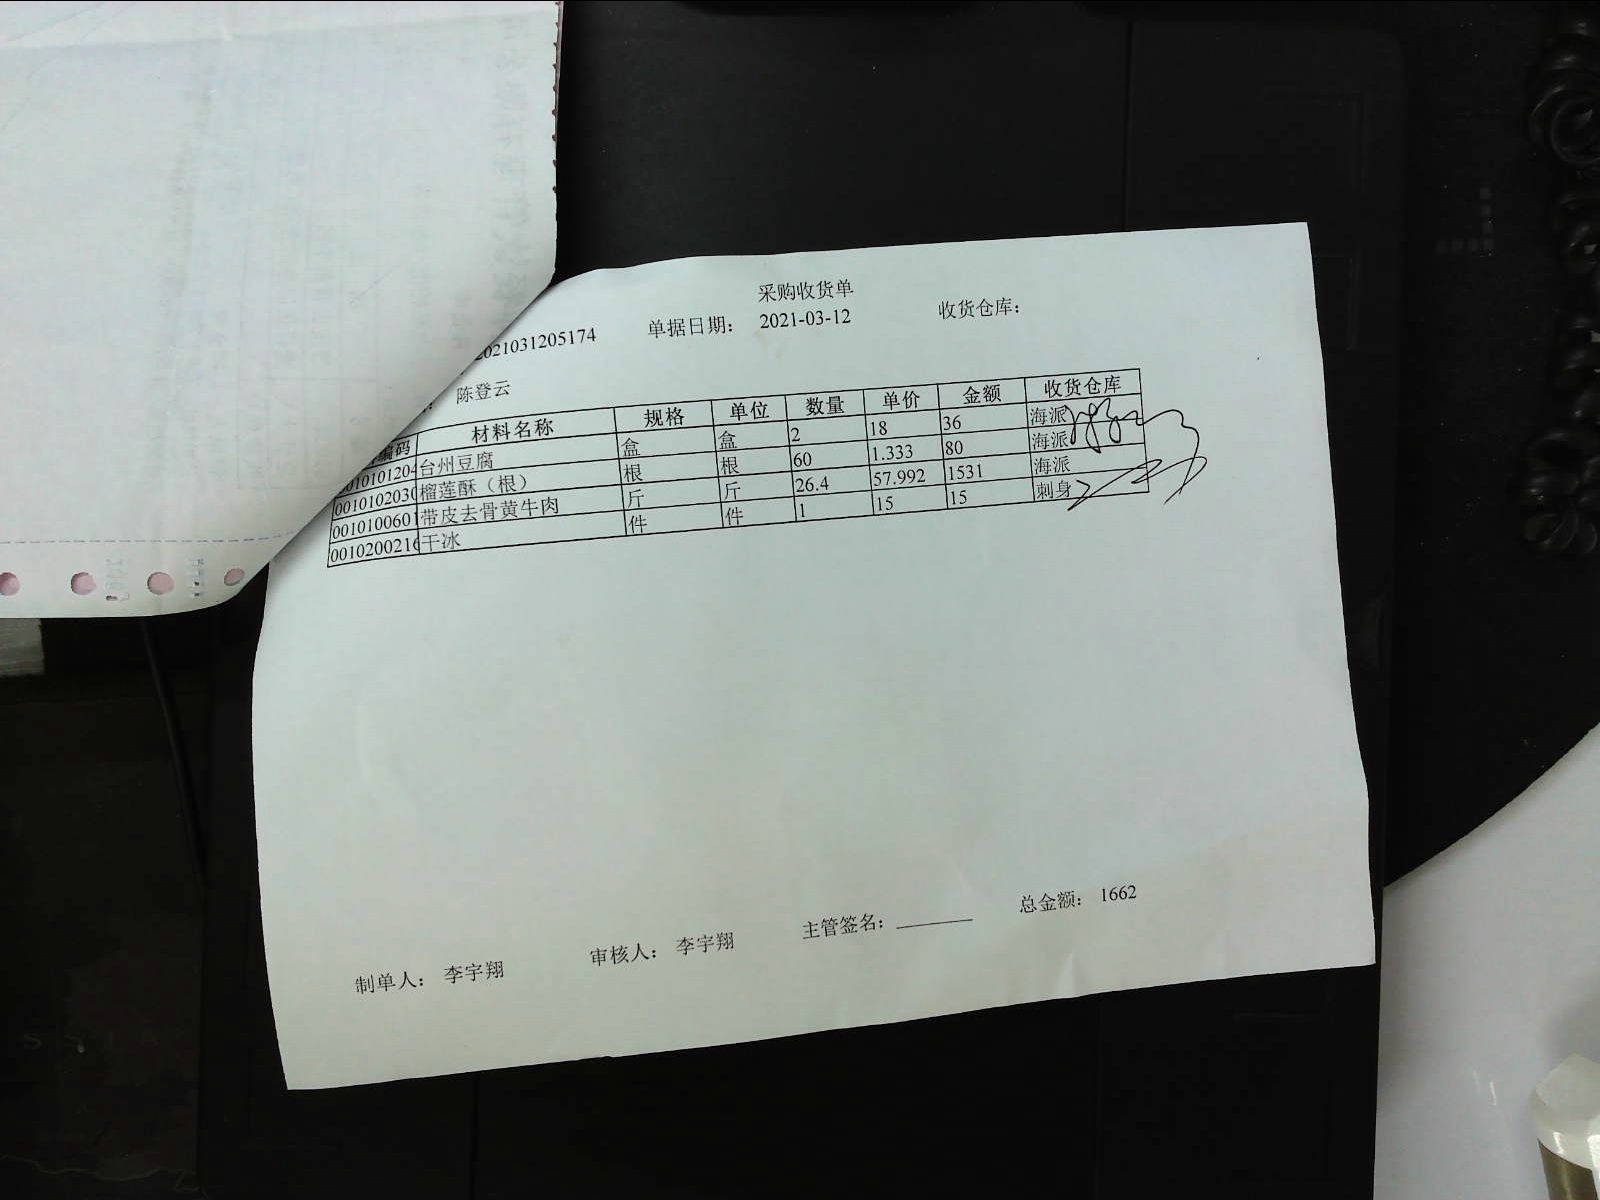 采购收货单
2021031205174 单据日期: 2021-03-12 收货仓库:
陈登云
编码 材料名称 规格 单位 数量 单价 金额 收货仓库
0101204 台州豆腐 盒 盒 2 18 36 海派
0010102030 榴莲酥（根） 根 根 60 1.333 80 海派
001010060 带皮去骨黄牛肉 斤 斤 26.4 57.992 1531 海派
001020021 干冰 件 件 1 15 15 刺身
制单人: 李宇翔 审核人: 李宇翔 主管签名: 总金额: 1662